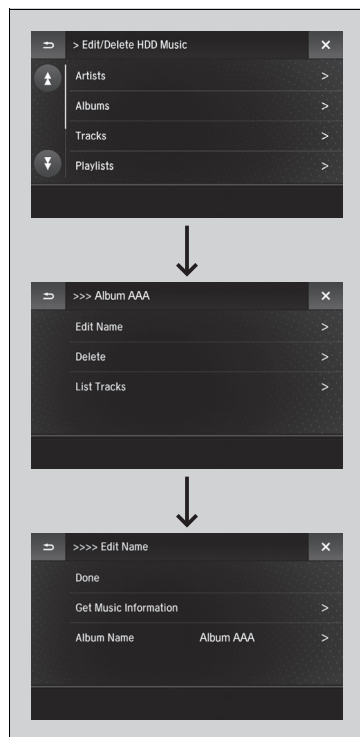 > Edit/Delete HDD Music
Artists >
Albums >
Tracks >
Playlists >
>>> Album AAA
Edit Name >
Delete >
List Tracks >
>>>> Edit Name
Done
Get Music Information >
Album Name Album AAA >